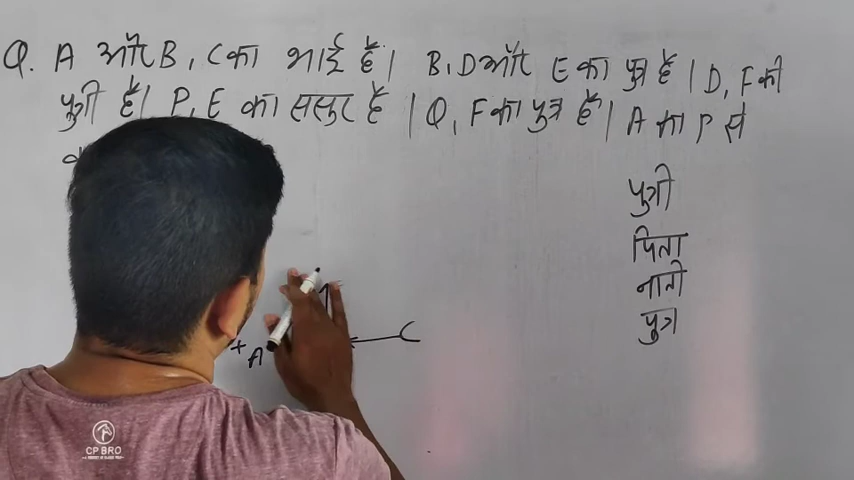 Q. A और B, C का भाई है। B, D और E का पुत्र है। D, F की
पुत्री है। P, E का ससुर है। Q, F का पुत्र है। A का P से
पुत्री
पिता
नाती
पुत्र
+ A
C
CP BRO